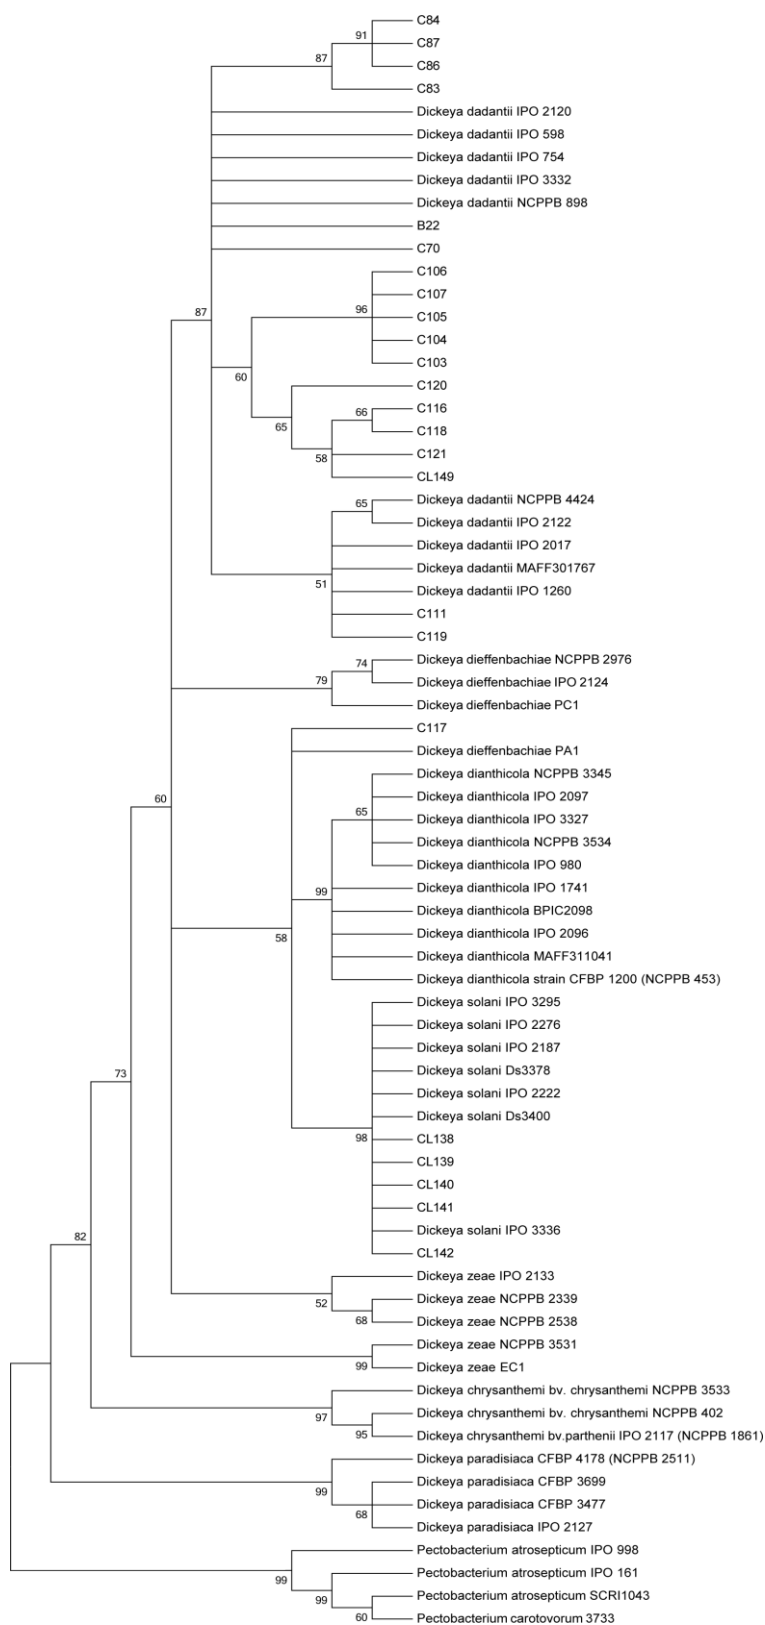 C84
91
C87
87
C86
C83
Dickeya dadantii IPO 2120
Dickeya dadantii IPO 598
Dickeya dadantii IPO 754
Dickeya dadantii IPO 3332
Dickeya dadantii NCPPB 898
B22
C70
C106
C107
96
C105
87
C104
C103
60
C120
66
C116
65
C118
58
C121
CL149
65
Dickeya dadantii NCPPB 4424
Dickeya dadantii IPO 2122
Dickeya dadantii IPO 2017
Dickeya dadantii MAFF301767
51
Dickeya dadantii IPO 1260
C111
C119
74
Dickeya dieffenbachiae NCPPB 2976
79
Dickeya dieffenbachiae IPO 2124
Dickeya dieffenbachiae PC1
C117
Dickeya dieffenbachiae PA1
Dickeya dianthicola NCPPB 3345
60
65
Dickeya dianthicola IPO 2097
Dickeya dianthicola IPO 3327
Dickeya dianthicola NCPPB 3534
Dickeya dianthicola IPO 980
99
Dickeya dianthicola IPO 1741
Dickeya dianthicola BPIC2098
58
Dickeya dianthicola IPO 2096
Dickeya dianthicola MAFF311041
Dickeya dianthicola strain CFBP 1200 (NCPPB 453)
Dickeya solani IPO 3295
Dickeya solani IPO 2276
Dickeya solani IPO 2187
73
Dickeya solani Ds3378
Dickeya solani IPO 2222
Dickeya solani Ds3400
98
CL138
CL139
CL140
CL141
82
Dickeya solani IPO 3336
CL142
Dickeya zeae IPO 2133
52
Dickeya zeae NCPPB 2339
68
Dickeya zeae NCPPB 2538
Dickeya zeae NCPPB 3531
99
Dickeya zeae EC1
Dickeya chrysanthemi bv. chrysanthemi NCPPB 3533
97
Dickeya chrysanthemi bv. chrysanthemi NCPPB 402
95
Dickeya chrysanthemi bv.parthenii IPO 2117 (NCPPB 1861)
Dickeya paradisiaca CFBP 4178 (NCPPB 2511)
99
Dickeya paradisiaca CFBP 3699
68
Dickeya paradisiaca CFBP 3477
Dickeya paradisiaca IPO 2127
Pectobacterium atrosepticum IPO 998
99
Pectobacterium atrosepticum IPO 161
99
Pectobacterium atrosepticum SCRI1043
60
Pectobacterium carotovorum 3733